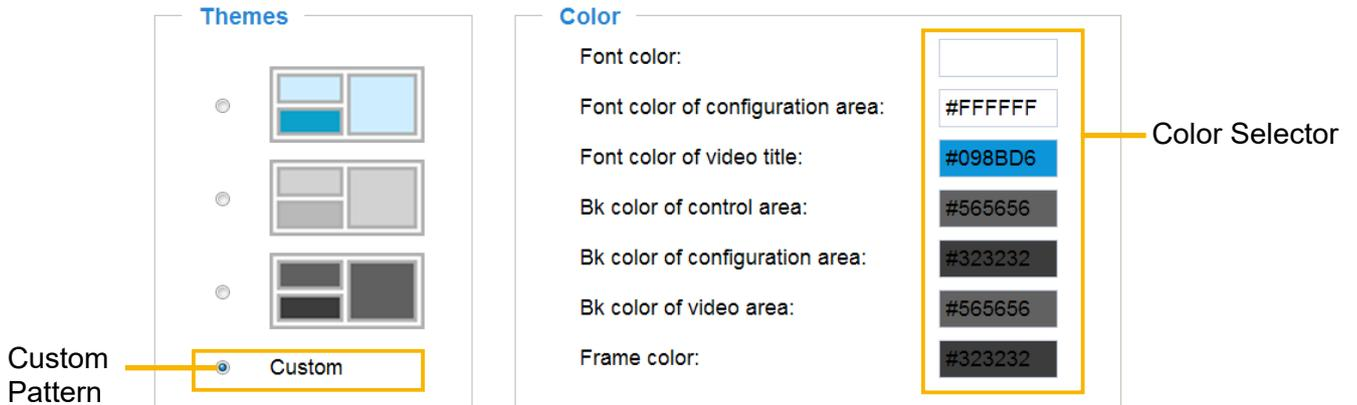 Themes
Custom
Custom
Pattern
Color
Font color:
Font color of configuration area: #FFFFFF
Font color of video title: #098BD6
Bk color of control area: #565656
Bk color of configuration area: #323232
Bk color of video area: #565656
Frame color: #323232
Color Selector